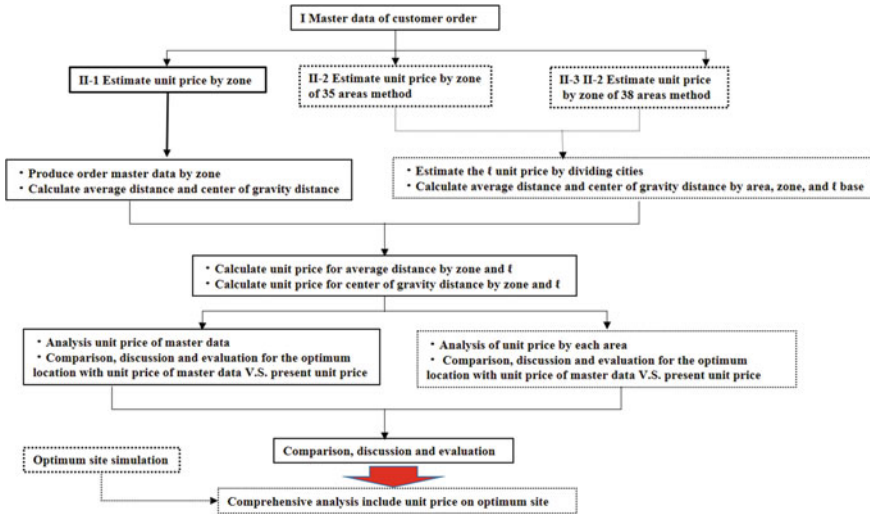 I Master data of customer order
II-1 Estimate unit price by zone
II-2 Estimate unit price by zone
of 35 areas method
II-3 II-2 Estimate unit price
by zone of 38 areas method
・Produce order master data by zone
・Calculate average distance and center of gravity distance
・Estimate the ℓ unit price by dividing cities
・Calculate average distance and center of gravity distance by area, zone, and ℓ base
・Calculate unit price for average distance by zone and ℓ
・Calculate unit price for center of gravity distance by zone and ℓ
・Analysis unit price of master data
・Comparison, discussion and evaluation for the optimum
location with unit price of master data V.S. present unit price
・Analysis of unit price by each area
・Comparison, discussion and evaluation for the optimum
location with unit price of master data V.S. present unit price
Comparison, discussion and evaluation
Optimum site simulation
Comprehensive analysis include unit price on optimum site